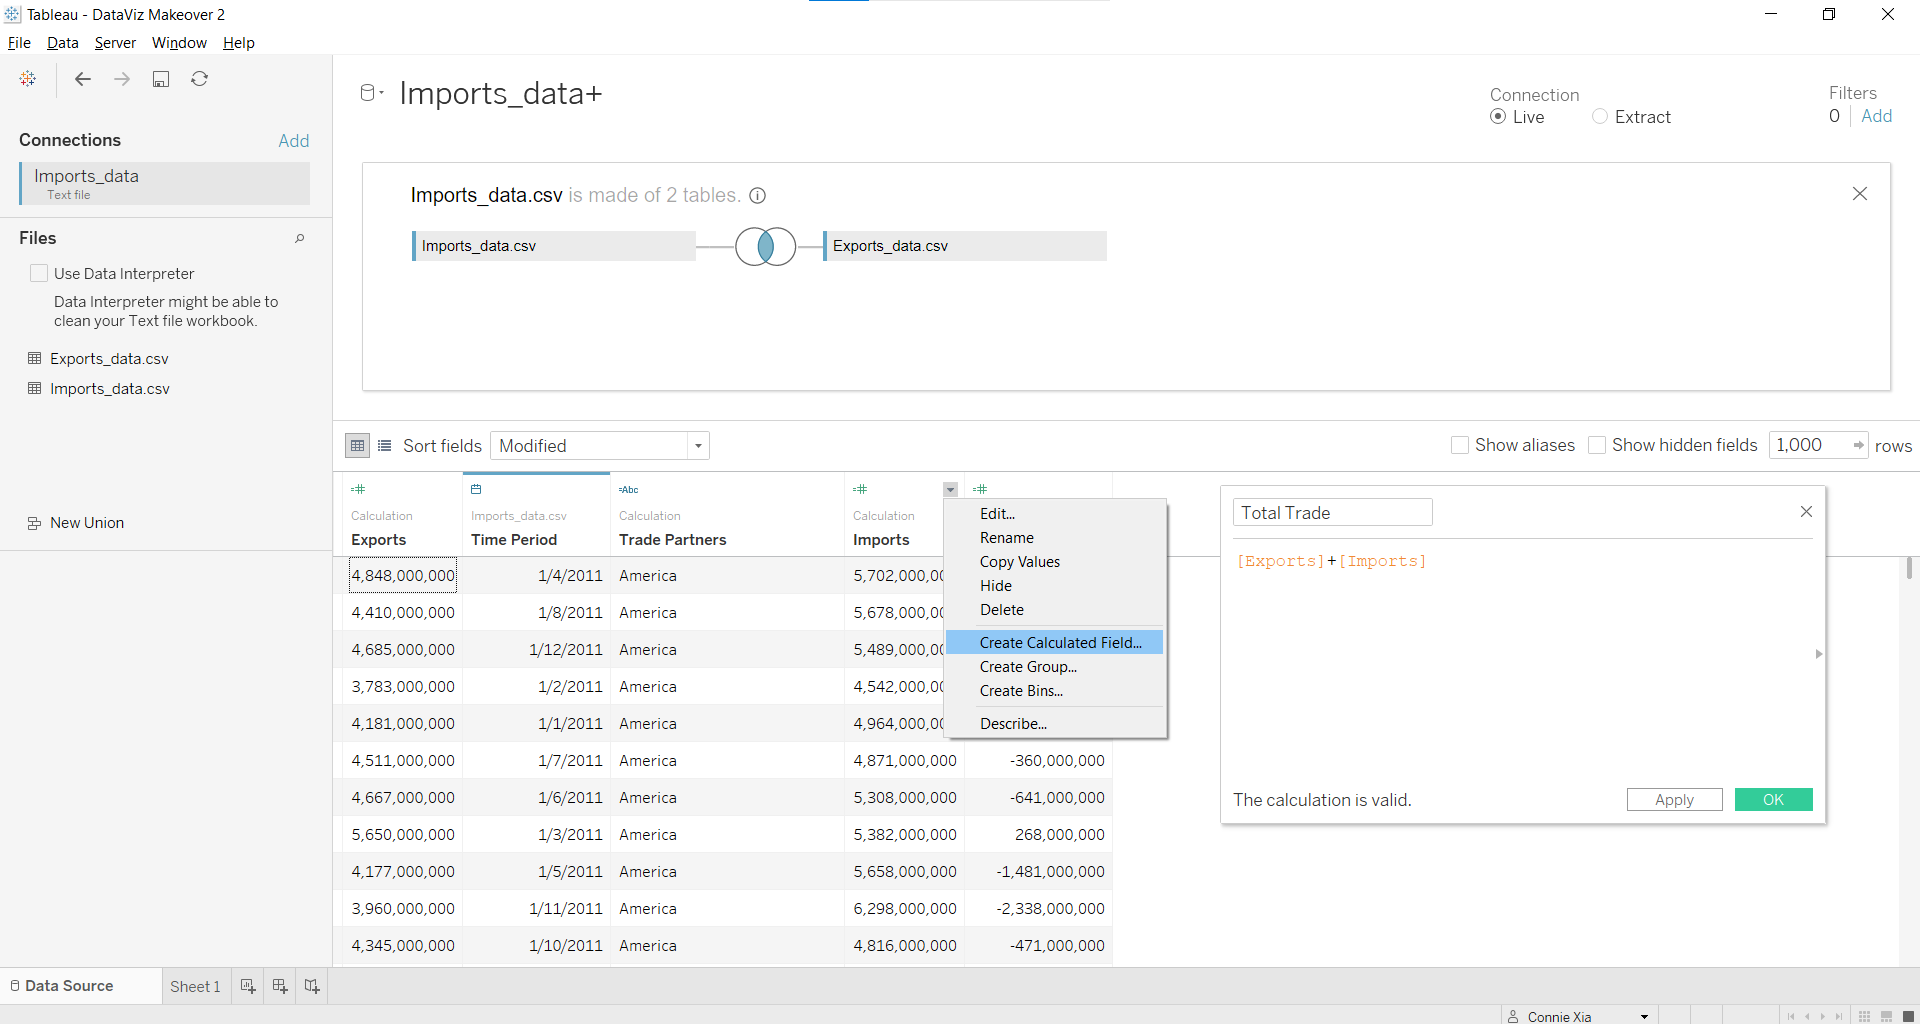 Tableau - DataViz Makeover 2
File Data Server Window Help
Connections Add
Imports_data
Text file
Files
Use Data Interpreter
Data Interpreter might be able to
clean your Text file workbook.
Exports_data.csv
Imports_data.csv
New Union
Imports_data+
Connection
Live Extract
Filters
0 Add
Imports_data.csv is made of 2 tables.
Imports_data.csv Exports_data.csv
Sort fields Modified Show aliases Show hidden fields 1,000 rows
Abc
Calculation Imports_data.csv Calculation Calculation
Exports Time Period Trade Partners Imports
4,848,000,000 1/4/2011 America 5,702,000,00
4,410,000,000 1/8/2011 America 5,678,000,00
4,685,000,000 1/12/2011 America 5,489,000,00
3,783,000,000 1/2/2011 America 4,542,000,00
4,181,000,000 1/1/2011 America 4,964,000,00
4,511,000,000 1/7/2011 America 4,871,000,000 -360,000,000
4,667,000,000 1/6/2011 America 5,308,000,000 -641,000,000
5,650,000,000 1/3/2011 America 5,382,000,000 268,000,000
4,177,000,000 1/5/2011 America 5,658,000,000 -1,481,000,000
3,960,000,000 1/11/2011 America 6,298,000,000 -2,338,000,000
4,345,000,000 1/10/2011 America 4,816,000,000 -471,000,000
Edit...
Rename
Copy Values
Hide
Delete
Create Calculated Field...
Create Group...
Create Bins...
Describe...
Total Trade
[Exports]+[Imports]
The calculation is valid. Apply OK
Data Source Sheet 1
Connie Xia